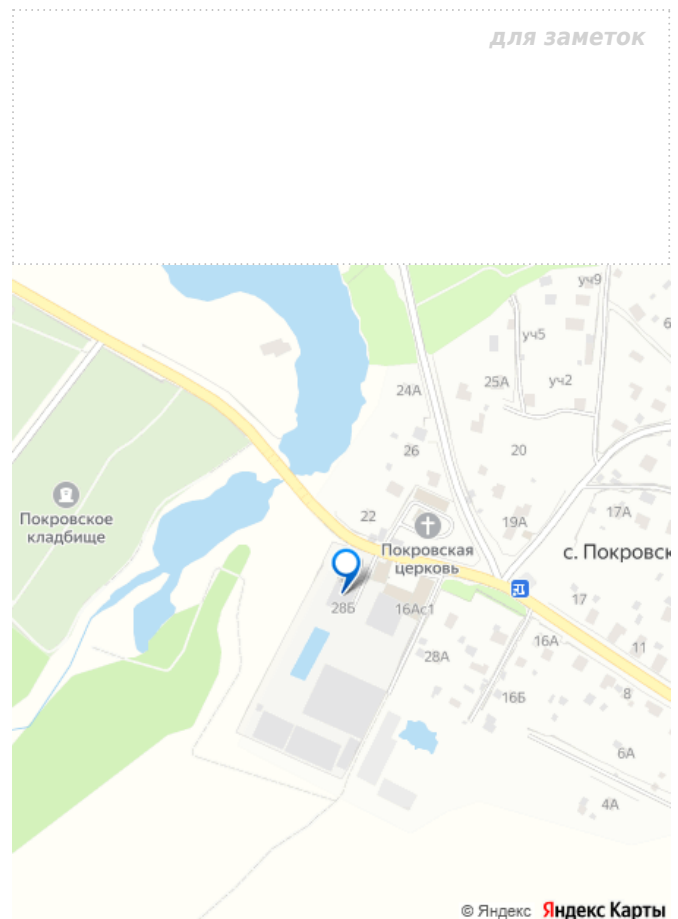 для заметок
уч9
6
уч5
24А
25А
уч2
26
20
17А
Покровское
кладбище
22
19А
Покровская
церковь
с. Покровск
28Б
16Ас1
17
16А
11
28А
16Б
8
6А
4А
© Яндекс Яндекс Карты